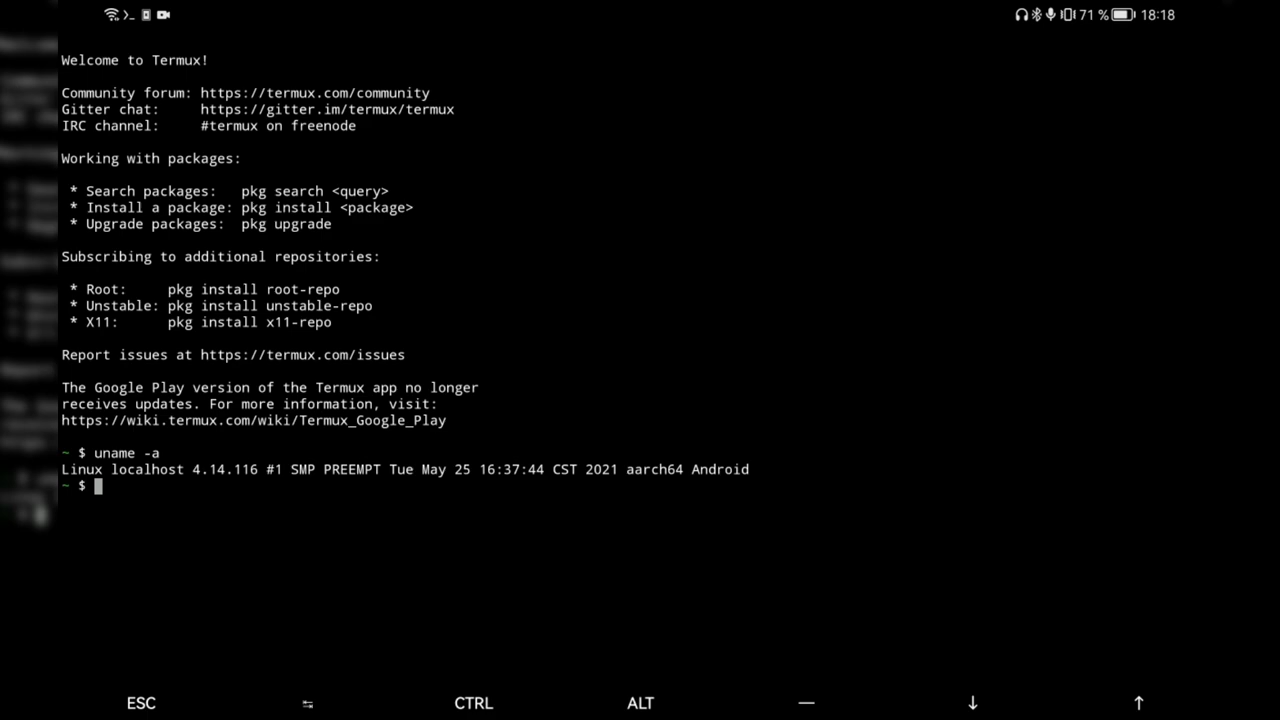 71 % 18:18
Welcome to Termux!
Community forum: https://termux.com/community
Gitter chat:     https://gitter.im/termux/termux
IRC channel:     #termux on freenode
Working with packages:
 * Search packages:   pkg search <query>
 * Install a package: pkg install <package>
 * Upgrade packages:  pkg upgrade
Subscribing to additional repositories:
 * Root:     pkg install root-repo
 * Unstable: pkg install unstable-repo
 * X11:      pkg install x11-repo
Report issues at https://termux.com/issues
The Google Play version of the Termux app no longer
receives updates. For more information, visit:
https://wiki.termux.com/wiki/Termux_Google_Play
~ $ uname -a
Linux localhost 4.14.116 #1 SMP PREEMPT Tue May 25 16:37:44 CST 2021 aarch64 Android
~ $
ESC CTRL ALT — ↓ ↑